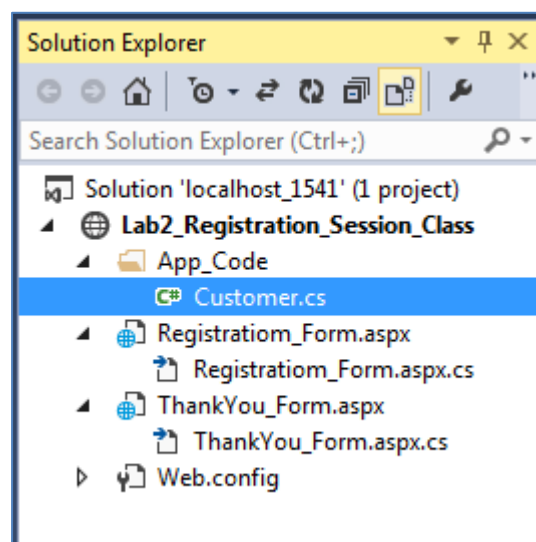 Solution Explorer
Search Solution Explorer (Ctrl+;)
Solution 'localhost_1541' (1 project)
Lab2_Registration_Session_Class
App_Code
C# Customer.cs
Registratiom_Form.aspx
Registratiom_Form.aspx.cs
ThankYou_Form.aspx
ThankYou_Form.aspx.cs
Web.config